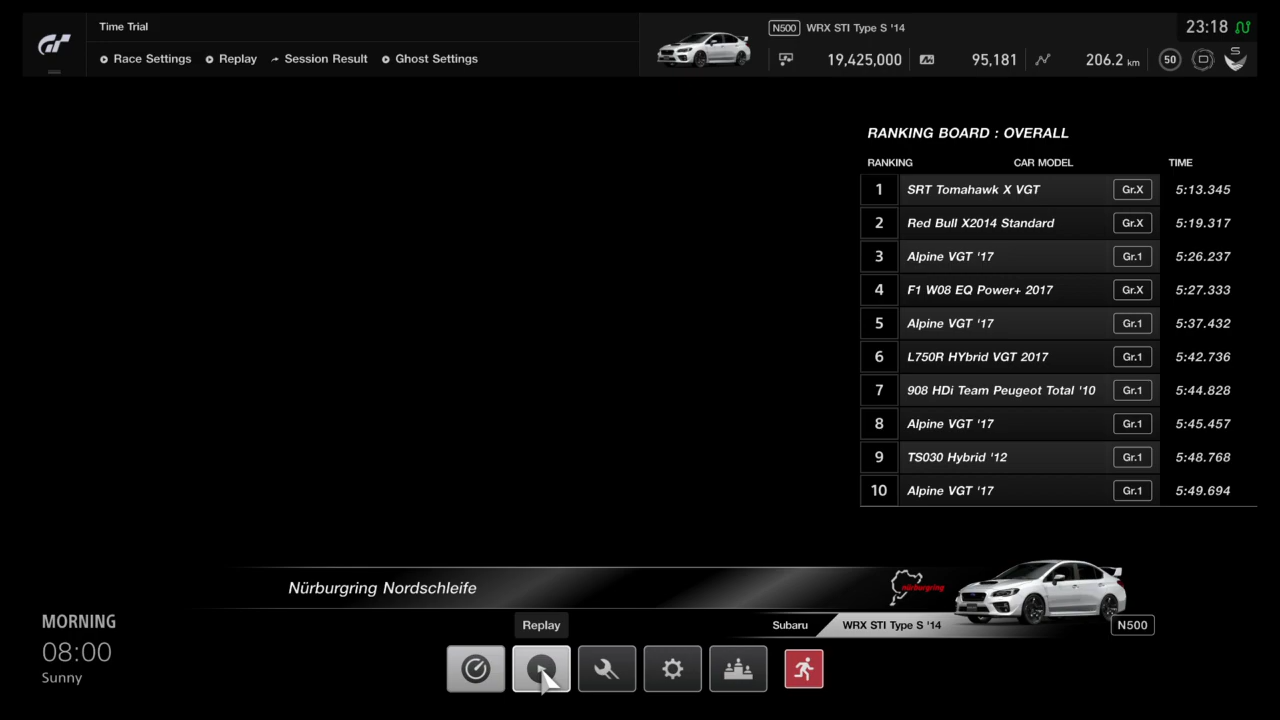 Time Trial
Race Settings Replay Session Result Ghost Settings
N500 WRX STI Type S '14
19,425,000 95,181 206.2 km 50 S
23:18
RANKING BOARD : OVERALL
RANKING CAR MODEL TIME
1 SRT Tomahawk X VGT Gr.X 5:13.345
2 Red Bull X2014 Standard Gr.X 5:19.317
3 Alpine VGT '17 Gr.1 5:26.237
4 F1 W08 EQ Power+ 2017 Gr.X 5:27.333
5 Alpine VGT '17 Gr.1 5:37.432
6 L750R HYbrid VGT 2017 Gr.1 5:42.736
7 908 HDi Team Peugeot Total '10 Gr.1 5:44.828
8 Alpine VGT '17 Gr.1 5:45.457
9 TS030 Hybrid '12 Gr.1 5:48.768
10 Alpine VGT '17 Gr.1 5:49.694
Nürburgring Nordschleife
nürburgring
MORNING
08:00
Sunny
Replay
Subaru WRX STI Type S '14 N500